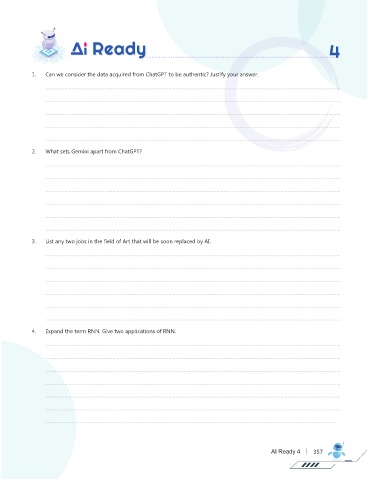 Ai Ready 4
1. Can we consider the data acquired from ChatGPT to be authentic? Justify your answer.
2. What sets Gemini apart from ChatGPT?
3. List any two jobs in the field of Art that will be soon replaced by AI.
4. Expand the term RNN. Give two applications of RNN.
AI Ready 4 | 357